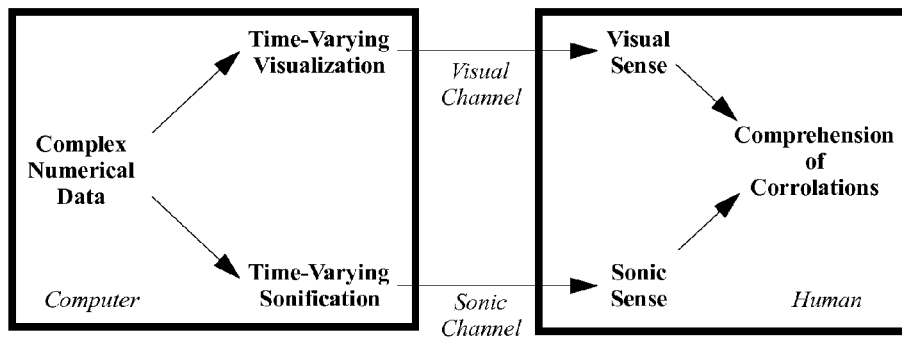 Time-Varying
Visualization
Visual
Channel
Visual
Sense
Complex
Numerical
Data
Comprehension
of
Corrolations
Time-Varying
Sonification
Computer
Sonic
Channel
Sonic
Sense
Human